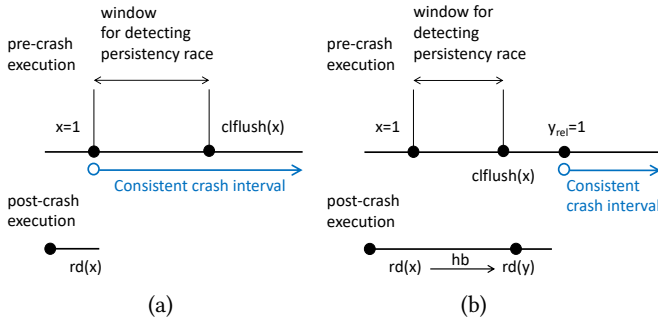 window
for detecting
persistency race
pre-crash
execution
x=1
clflush(x)
Consistent crash interval
post-crash
execution
rd(x)
(a)
window for
detecting
persistency race
pre-crash
execution
x=1
y_rel=1
clflush(x)
Consistent
crash interval
post-crash
execution
rd(x) hb rd(y)
(b)